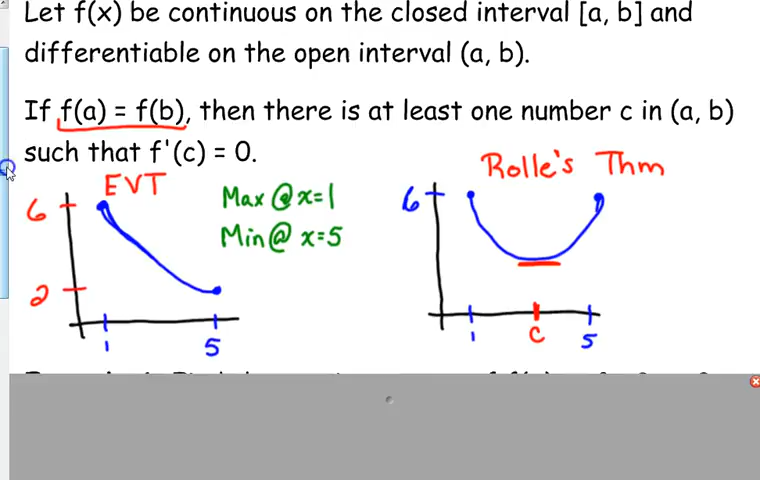 Let f(x) be continuous on the closed interval [a, b] and
differentiable on the open interval (a, b).
If f(a) = f(b), then there is at least one number c in (a, b)
such that f'(c) = 0.
EVT
Max @ x=1
Min @ x=5
6
2
1
5
Rolle's Thm
6
1
c
5